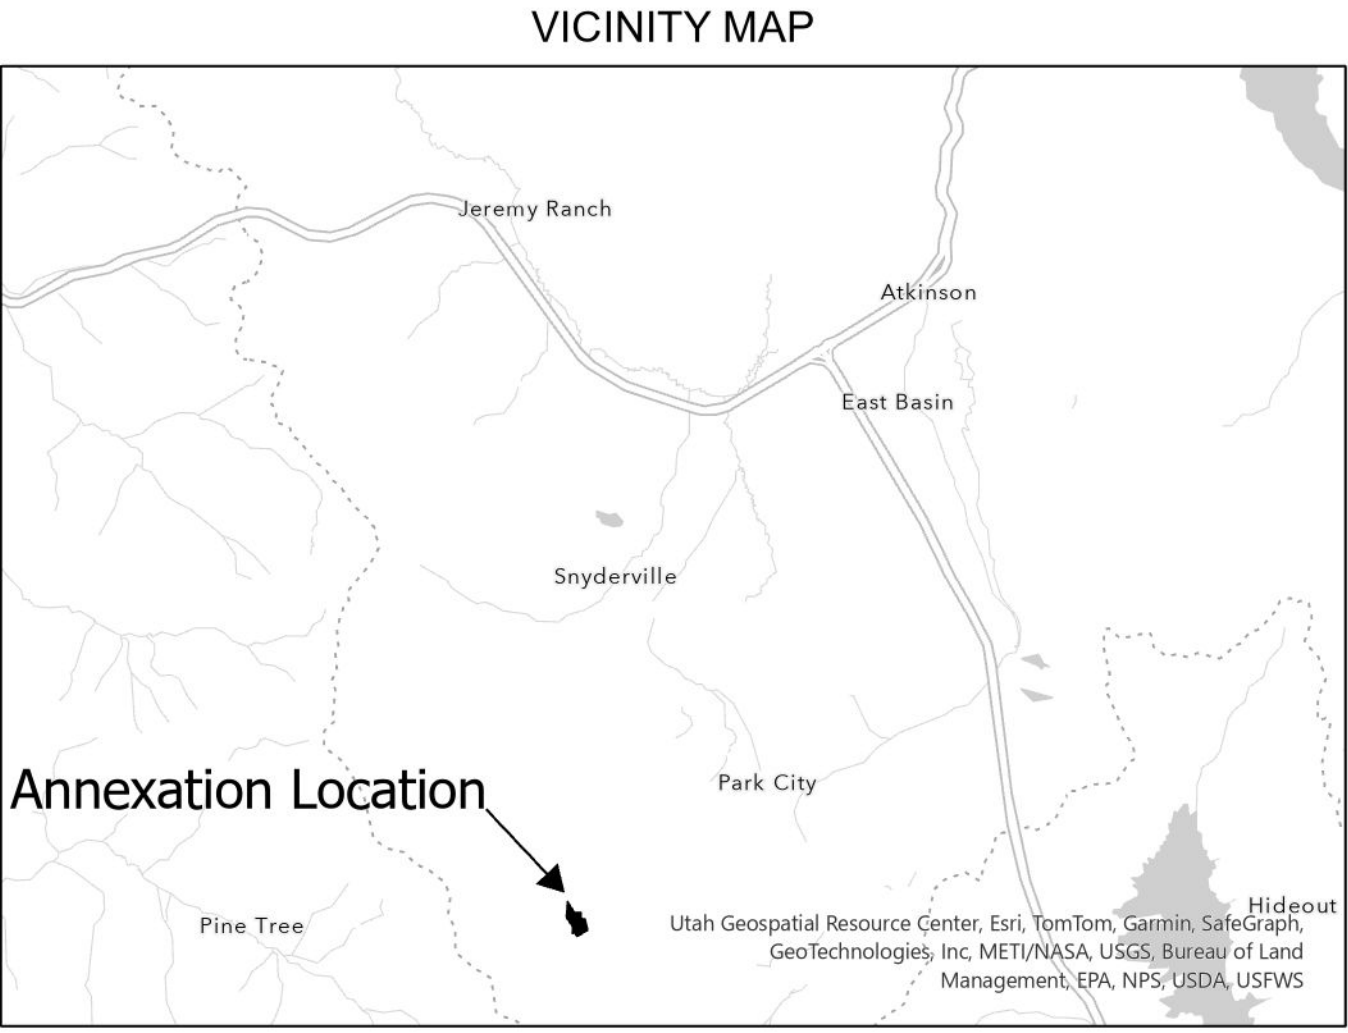 VICINITY MAP
Jeremy Ranch
Atkinson
East Basin
Snyderville
Park City
Annexation Location
Hideout
Pine Tree
Utah Geospatial Resource Center, Esri, TomTom, Garmin, SafeGraph,
GeoTechnologies, Inc, METI/NASA, USGS, Bureau of Land
Management, EPA, NPS, USDA, USFWS